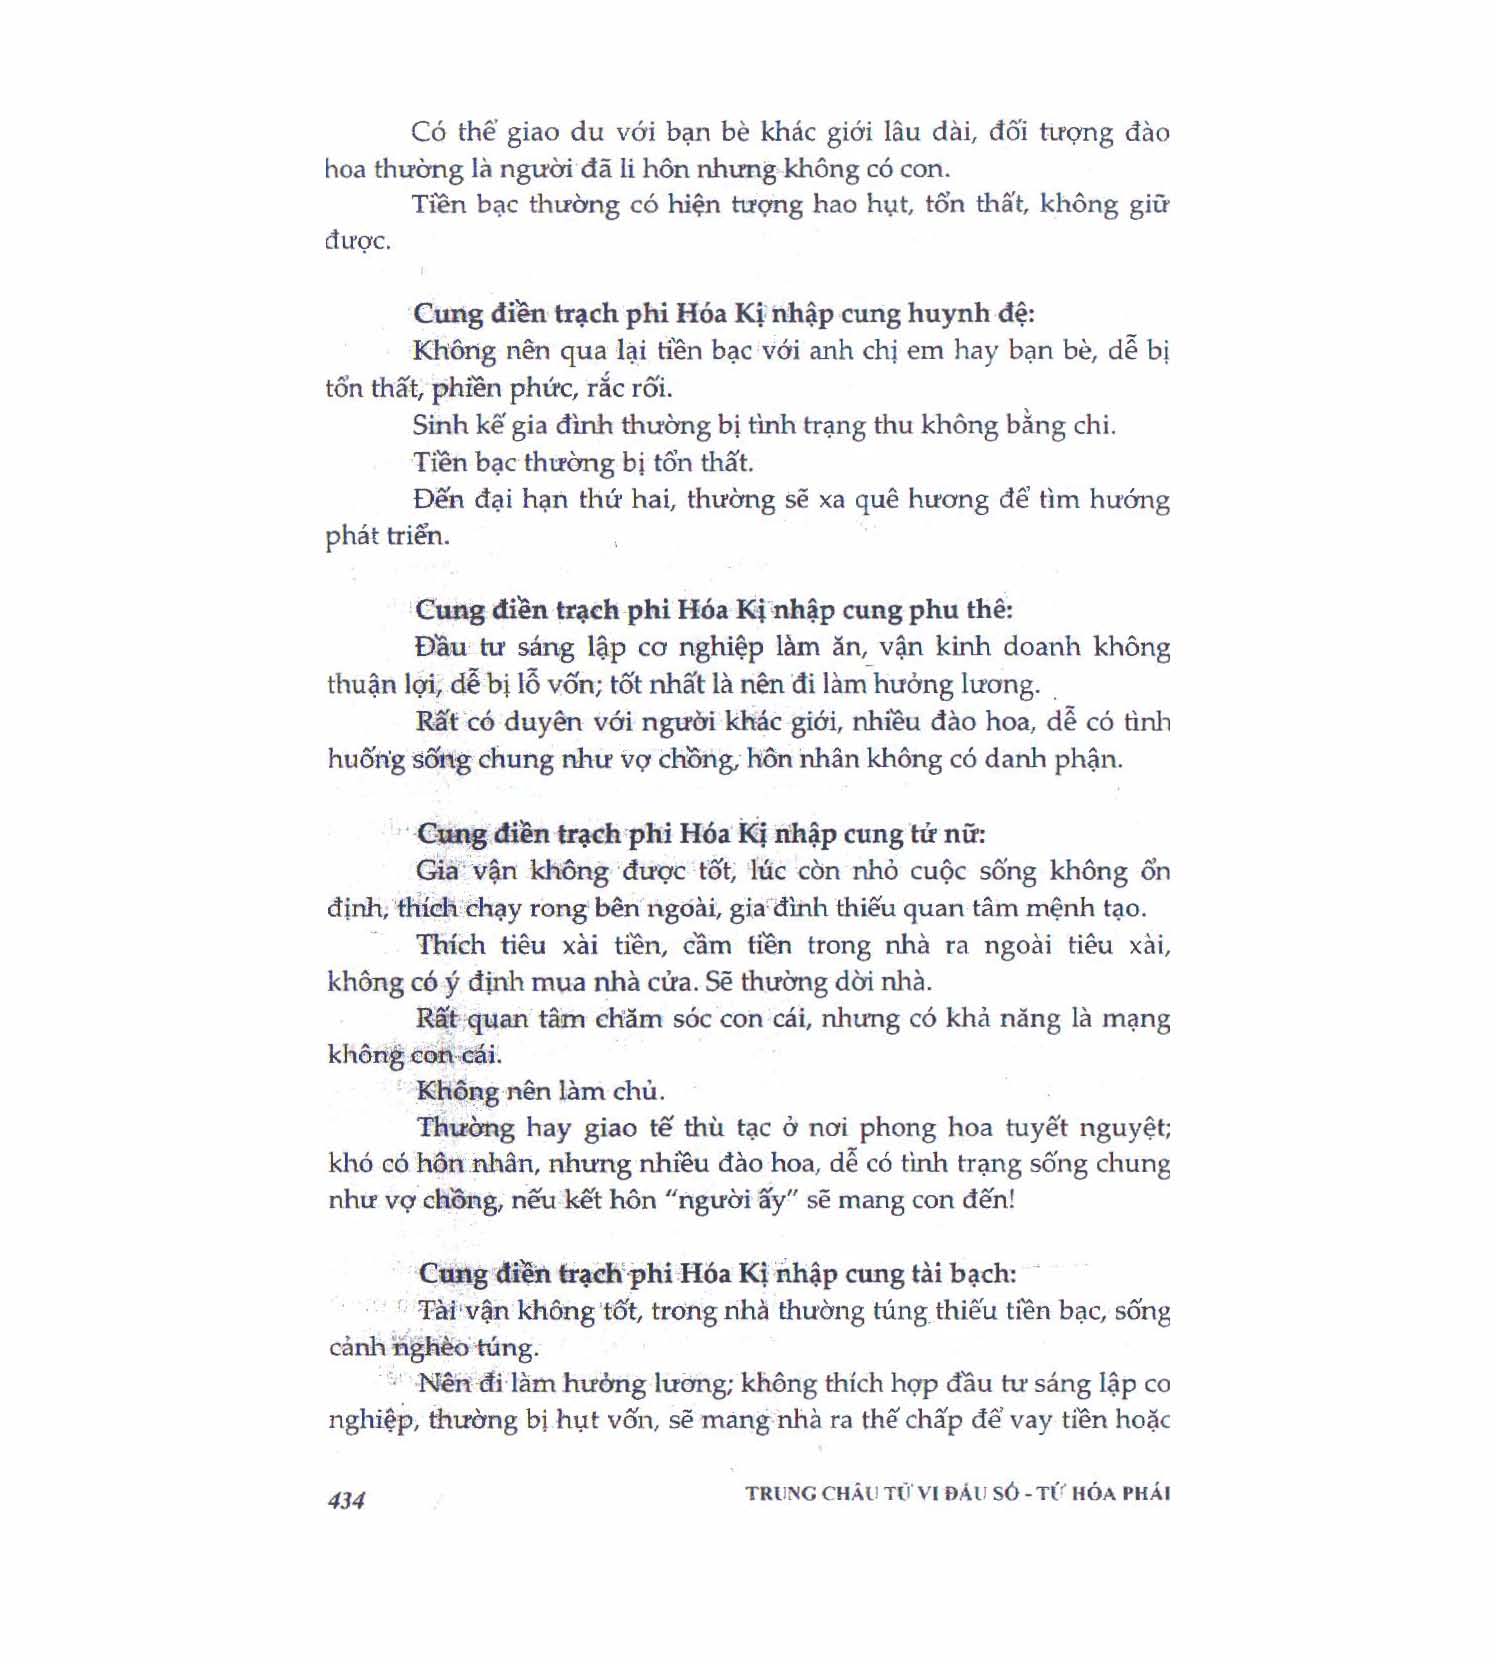 Có thể giao du với bạn bè khác giới lâu dài, đối tượng đào
hoa thường là người đã li hôn nhưng không có con.
Tiền bạc thường có hiện tượng hao hụt, tổn thất, không giữ
được.
Cung điền trạch phi Hóa Kị nhập cung huynh đệ:
Không nên qua lại tiền bạc với anh chị em hay bạn bè, dễ bị
tổn thất, phiền phức, rắc rối.
Sinh kế gia đình thường bị tình trạng thu không bằng chi.
Tiền bạc thường bị tổn thất.
Đến đại hạn thứ hai, thường sẽ xa quê hương để tìm hướng
phát triển.
Cung điền trạch phi Hóa Kị nhập cung phu thê:
Đầu tư sáng lập cơ nghiệp làm ăn, vận kinh doanh không
thuận lợi, dễ bị lỗ vốn; tốt nhất là nên đi làm hưởng lương.
Rất có duyên với người khác giới, nhiều đào hoa, dễ có tình
huống sống chung như vợ chồng, hôn nhân không có danh phận.
Cung điền trạch phi Hóa Kị nhập cung tử nữ:
Gia vận không được tốt, lúc còn nhỏ cuộc sống không ổn
định, thích chạy rong bên ngoài, gia đình thiếu quan tâm mệnh tạo.
Thích tiêu xài tiền, cầm tiền trong nhà ra ngoài tiêu xài,
không có ý định mua nhà cửa. Sẽ thường dời nhà.
Rất quan tâm chăm sóc con cái, nhưng có khả năng là mạng
không con cái.
Không nên làm chủ.
Thường hay giao tế thù tạc ở nơi phong hoa tuyết nguyệt;
khó có hôn nhân, nhưng nhiều đào hoa, dễ có tình trạng sống chung
như vợ chồng, nếu kết hôn "người ấy" sẽ mang con đến!
Cung điền trạch phi Hóa Kị nhập cung tài bạch:
Tài vận không tốt, trong nhà thường túng thiếu tiền bạc, sống
cảnh nghèo túng.
Nên đi làm hưởng lương; không thích hợp đầu tư sáng lập cơ
nghiệp, thường bị hụt vốn, sẽ mang nhà ra thế chấp để vay tiền hoặc
434
TRUNG CHÂU TỬ VI ĐẨU SỐ - TỨ HÓA PHÁI